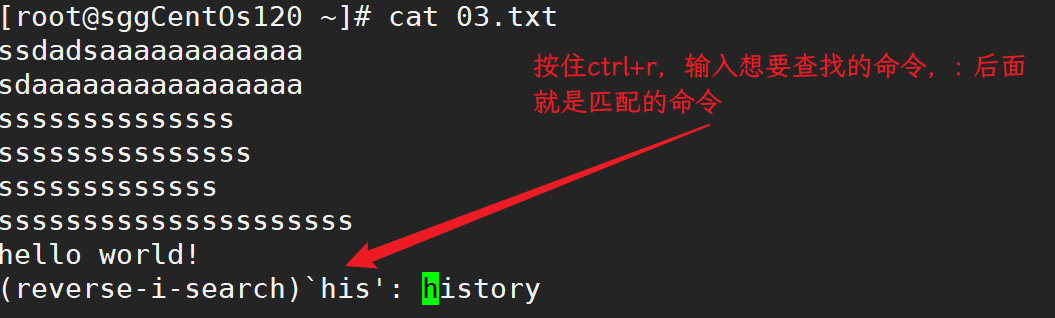 [root@sggCentOs120 ~]# cat 03.txt
ssdadsaaaaaaaaaaaa
sdaaaaaaaaaaaaaaaa
ssssssssssssss
sssssssssssssss
sssssssssssss
sssssssssssssssssssss
hello world!
(reverse-i-search)`his': history
按住ctrl+r，输入想要查找的命令，: 后面
就是匹配的命令